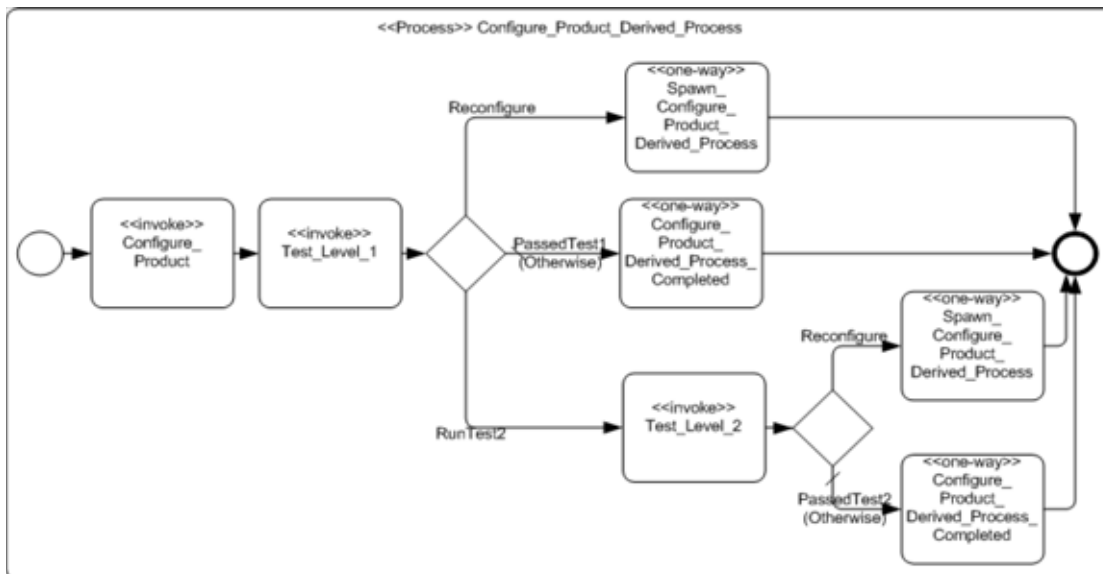 <<Process>> Configure_Product_Derived_Process
<<one-way>>
Spawn_
Configure_
Product_
Derived_Process
Reconfigure
<<invoke>>
Configure_
Product
<<invoke>>
Test_Level_1
PassedTest1
(Otherwise)
<<one-way>>
Configure_
Product_
Derived_Process_
Completed
RunTest2
<<invoke>>
Test_Level_2
Reconfigure
<<one-way>>
Spawn_
Configure_
Product_
Derived_Process
PassedTest2
(Otherwise)
<<one-way>>
Configure_
Product_
Derived_Process_
Completed